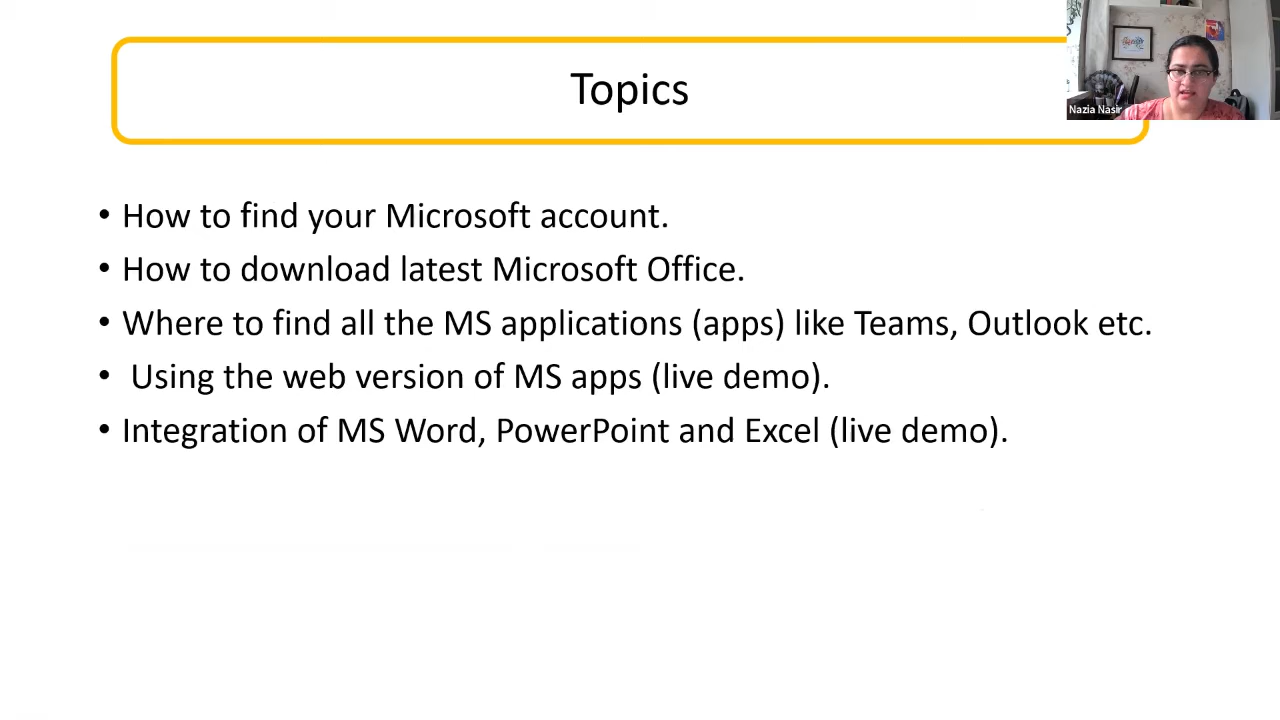 Topics
Nazia Nasir
• How to find your Microsoft account.
• How to download latest Microsoft Office.
• Where to find all the MS applications (apps) like Teams, Outlook etc.
• Using the web version of MS apps (live demo).
• Integration of MS Word, PowerPoint and Excel (live demo).